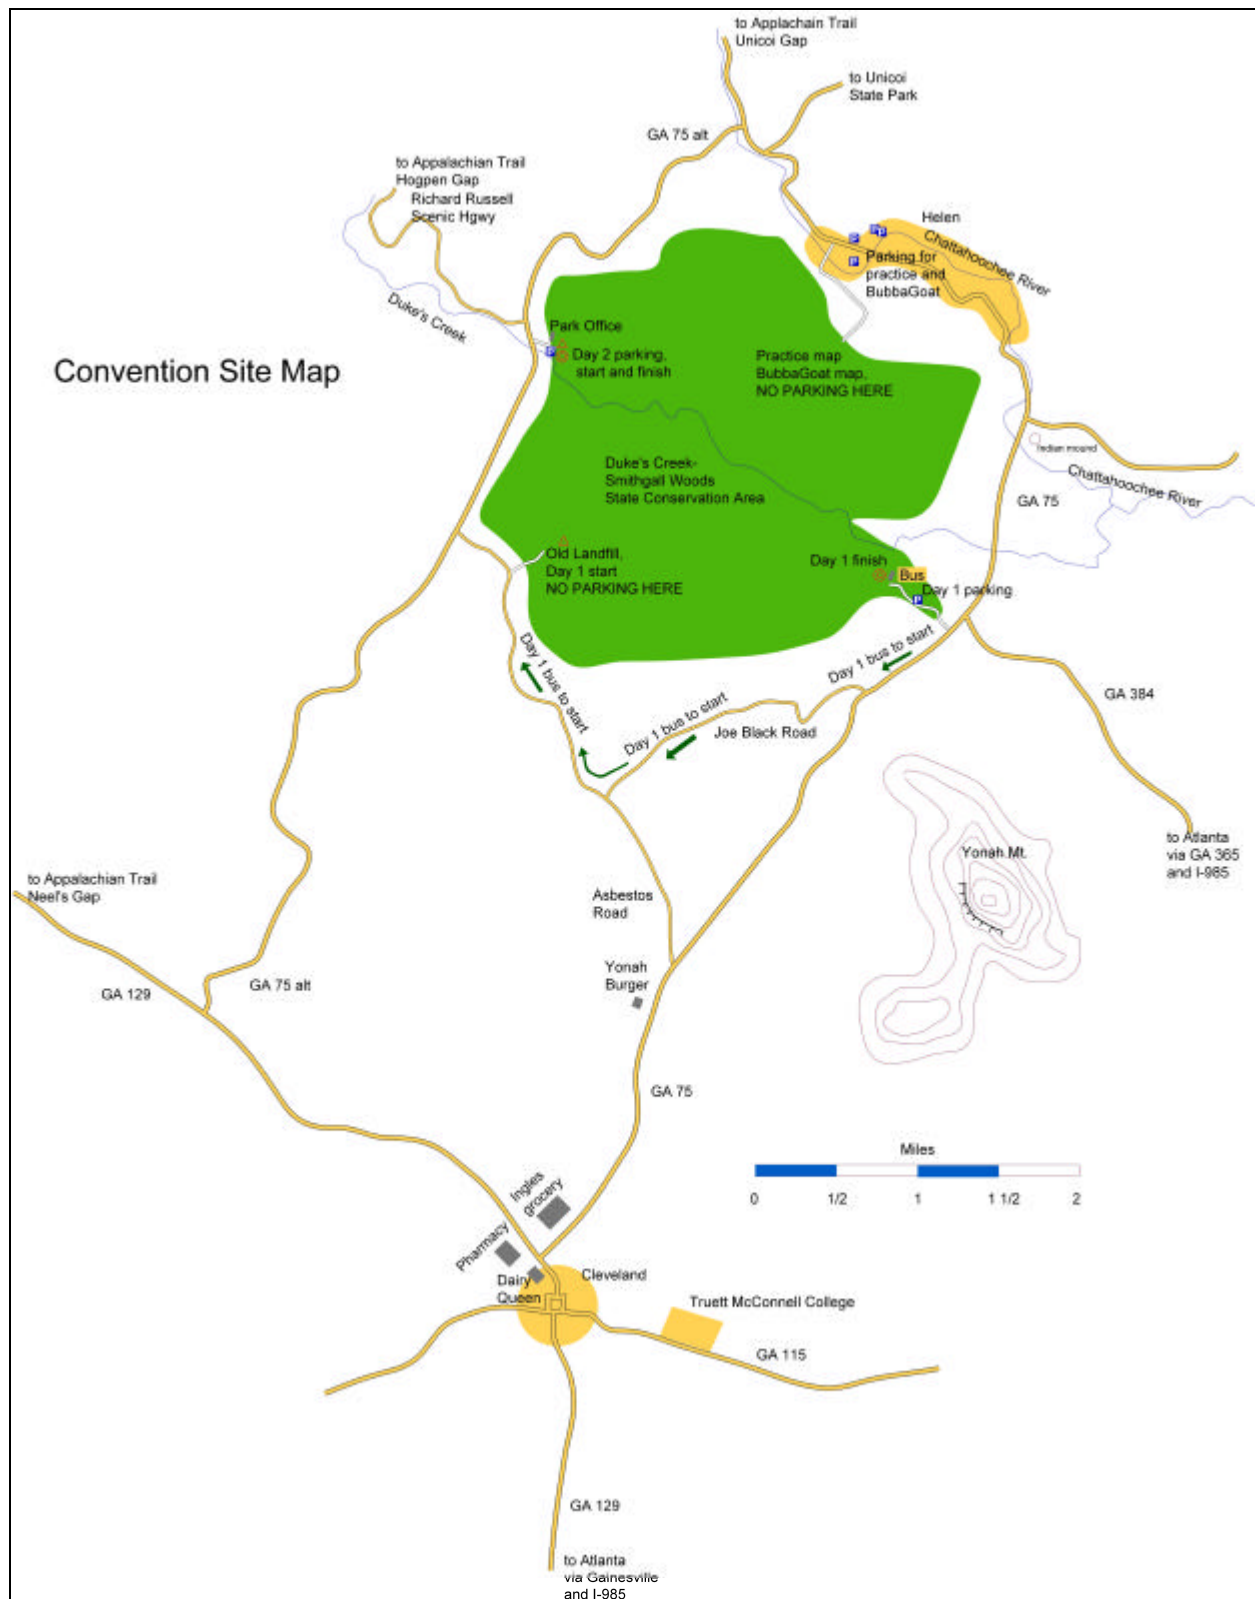 to Applachain Trail
Unicoi Gap
to Unicoi
State Park
GA 75 alt
to Appalachian Trail
Hogpen Gap
Richard Russell
Scenic Hgwy
Helen
Chattahoochee River
P
P
P
P
Parking for
practice and
BubbaGoat
Duke's Creek
Park Office
P
Day 2 parking,
start and finish
Convention Site Map
Practice map
BubbaGoat map,
NO PARKING HERE
Indian mound
Chattahoochee River
Duke's Creek-
Smithgall Woods
State Conservation Area
GA 75
Old Landfill,
Day 1 start
NO PARKING HERE
Day 1 finish
Bus
P
Day 1 parking
Day 1 bus to start
Day 1 bus to start
Day 1 bus to start
GA 384
Joe Black Road
to Atlanta
via GA 365
and I-985
Yonah Mt.
to Appalachian Trail
Neel's Gap
Asbestos
Road
Yonah
Burger
GA 129
GA 75 alt
GA 75
Miles
0 1/2 1 1 1/2 2
Ingles
grocery
Pharmacy
Dairy
Queen
Cleveland
Truett McConnell College
GA 115
GA 129
to Atlanta
via Gainesville
and I-985